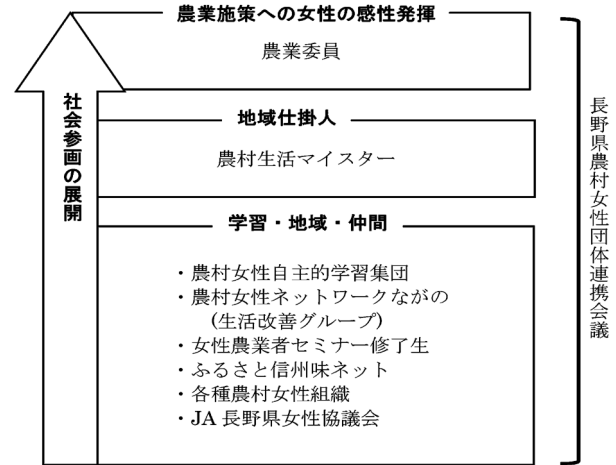 農業施策への女性の感性発揮
農業委員
地域仕掛人
農村生活マイスター
学習・地域・仲間
・農村女性自主的学習集団
・農村女性ネットワークながの
(生活改善グループ)
・女性農業者セミナー修了生
・ふるさと信州味ネット
・各種農村女性組織
・JA 長野県女性協議会
社会参画の展開
長野県農村女性団体連携会議